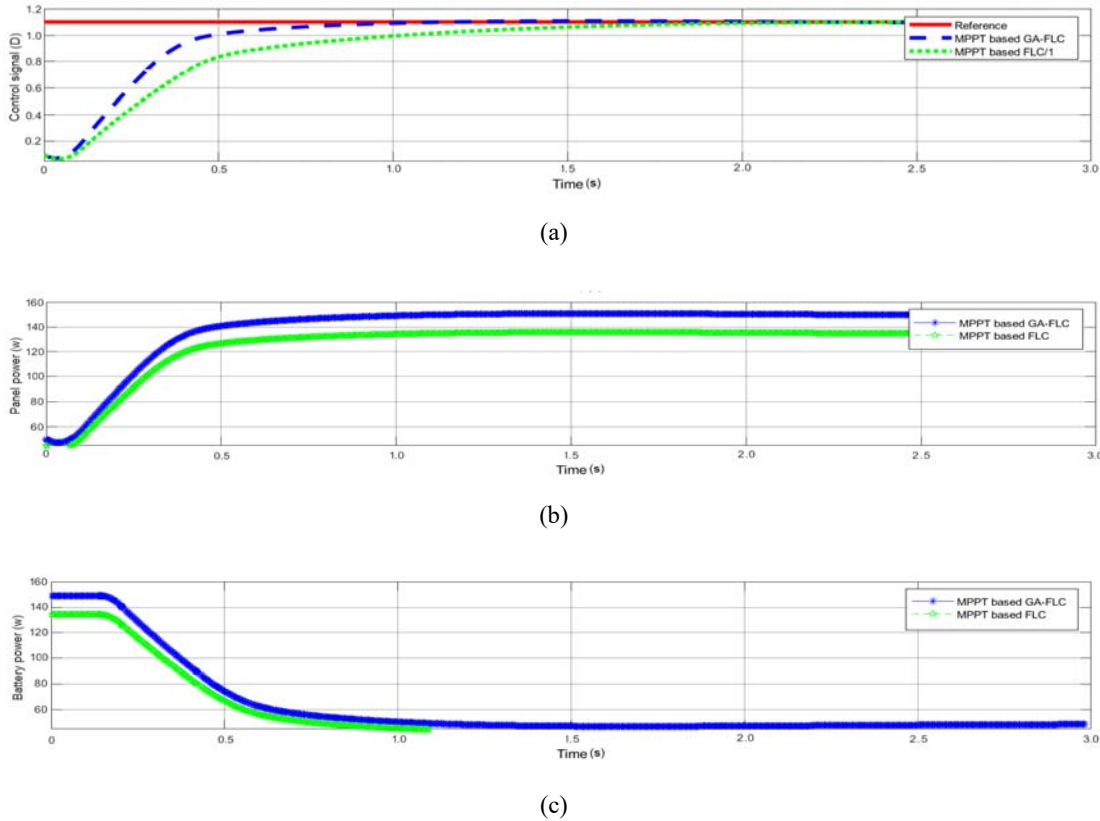 1.2
1.0
0.8
0.6
0.4
0.2
Control signal (D)
Reference
MPPT based GA-FLC
MPPT based FLC/1
0 0.5 1.0 1.5 2.0 2.5 3.0
Time (s)
(a)
160
140
120
100
80
60
Panel power (w)
MPPT based GA-FLC
MPPT based FLC
0 0.5 1.0 1.5 2.0 2.5 3.0
Time (s)
(b)
160
140
120
100
80
60
Battery power (w)
MPPT based GA-FLC
MPPT based FLC
0 0.5 1.0 1.5 2.0 2.5 3.0
Time (s)
(c)